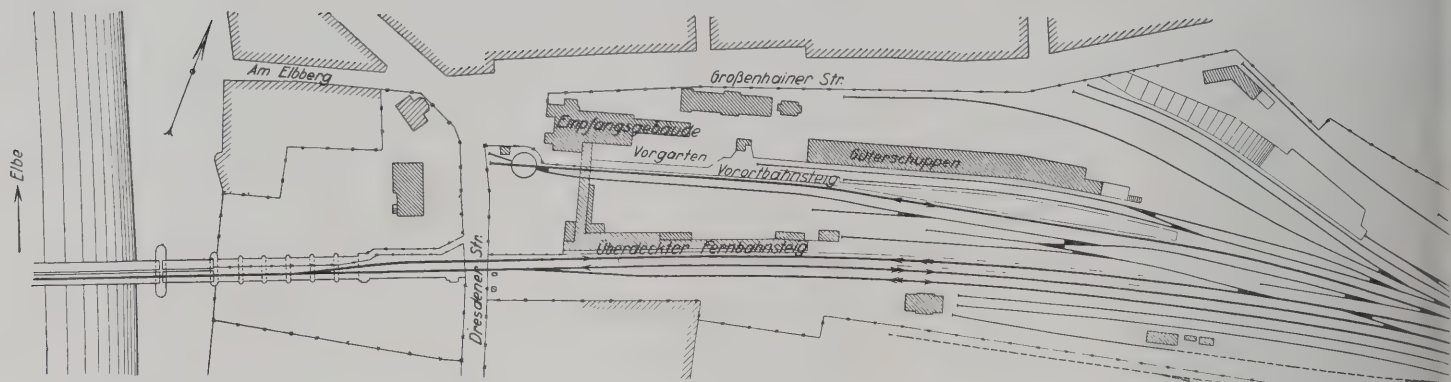 Am Elbberg
Großenhainer Str.
Empfangsgebäude
Vorgarten
Güterschuppen
Vorortbahnsteig
Elbe
Überdeckter Fernbahnsteig
Dresdener Str.